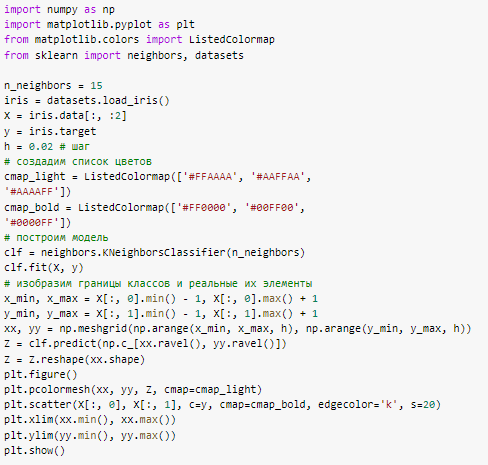 import numpy as np
import matplotlib.pyplot as plt
from matplotlib.colors import ListedColormap
from sklearn import neighbors, datasets
n_neighbors = 15
iris = datasets.load_iris()
X = iris.data[:, :2]
y = iris.target
h = 0.02 # шаг
# создадим список цветов
cmap_light = ListedColormap(['#FFAAAA', '#AAFFAA',
'#AAAAFF'])
cmap_bold = ListedColormap(['#FF0000', '#00FF00',
'#0000FF'])
# построим модель
clf = neighbors.KNeighborsClassifier(n_neighbors)
clf.fit(X, y)
# изобразим границы классов и реальные их элементы
x_min, x_max = X[:, 0].min() - 1, X[:, 0].max() + 1
y_min, y_max = X[:, 1].min() - 1, X[:, 1].max() + 1
xx, yy = np.meshgrid(np.arange(x_min, x_max, h), np.arange(y_min, y_max, h))
Z = clf.predict(np.c_[xx.ravel(), yy.ravel()])
Z = Z.reshape(xx.shape)
plt.figure()
plt.pcolormesh(xx, yy, Z, cmap=cmap_light)
plt.scatter(X[:, 0], X[:, 1], c=y, cmap=cmap_bold, edgecolor='k', s=20)
plt.xlim(xx.min(), xx.max())
plt.ylim(yy.min(), yy.max())
plt.show()